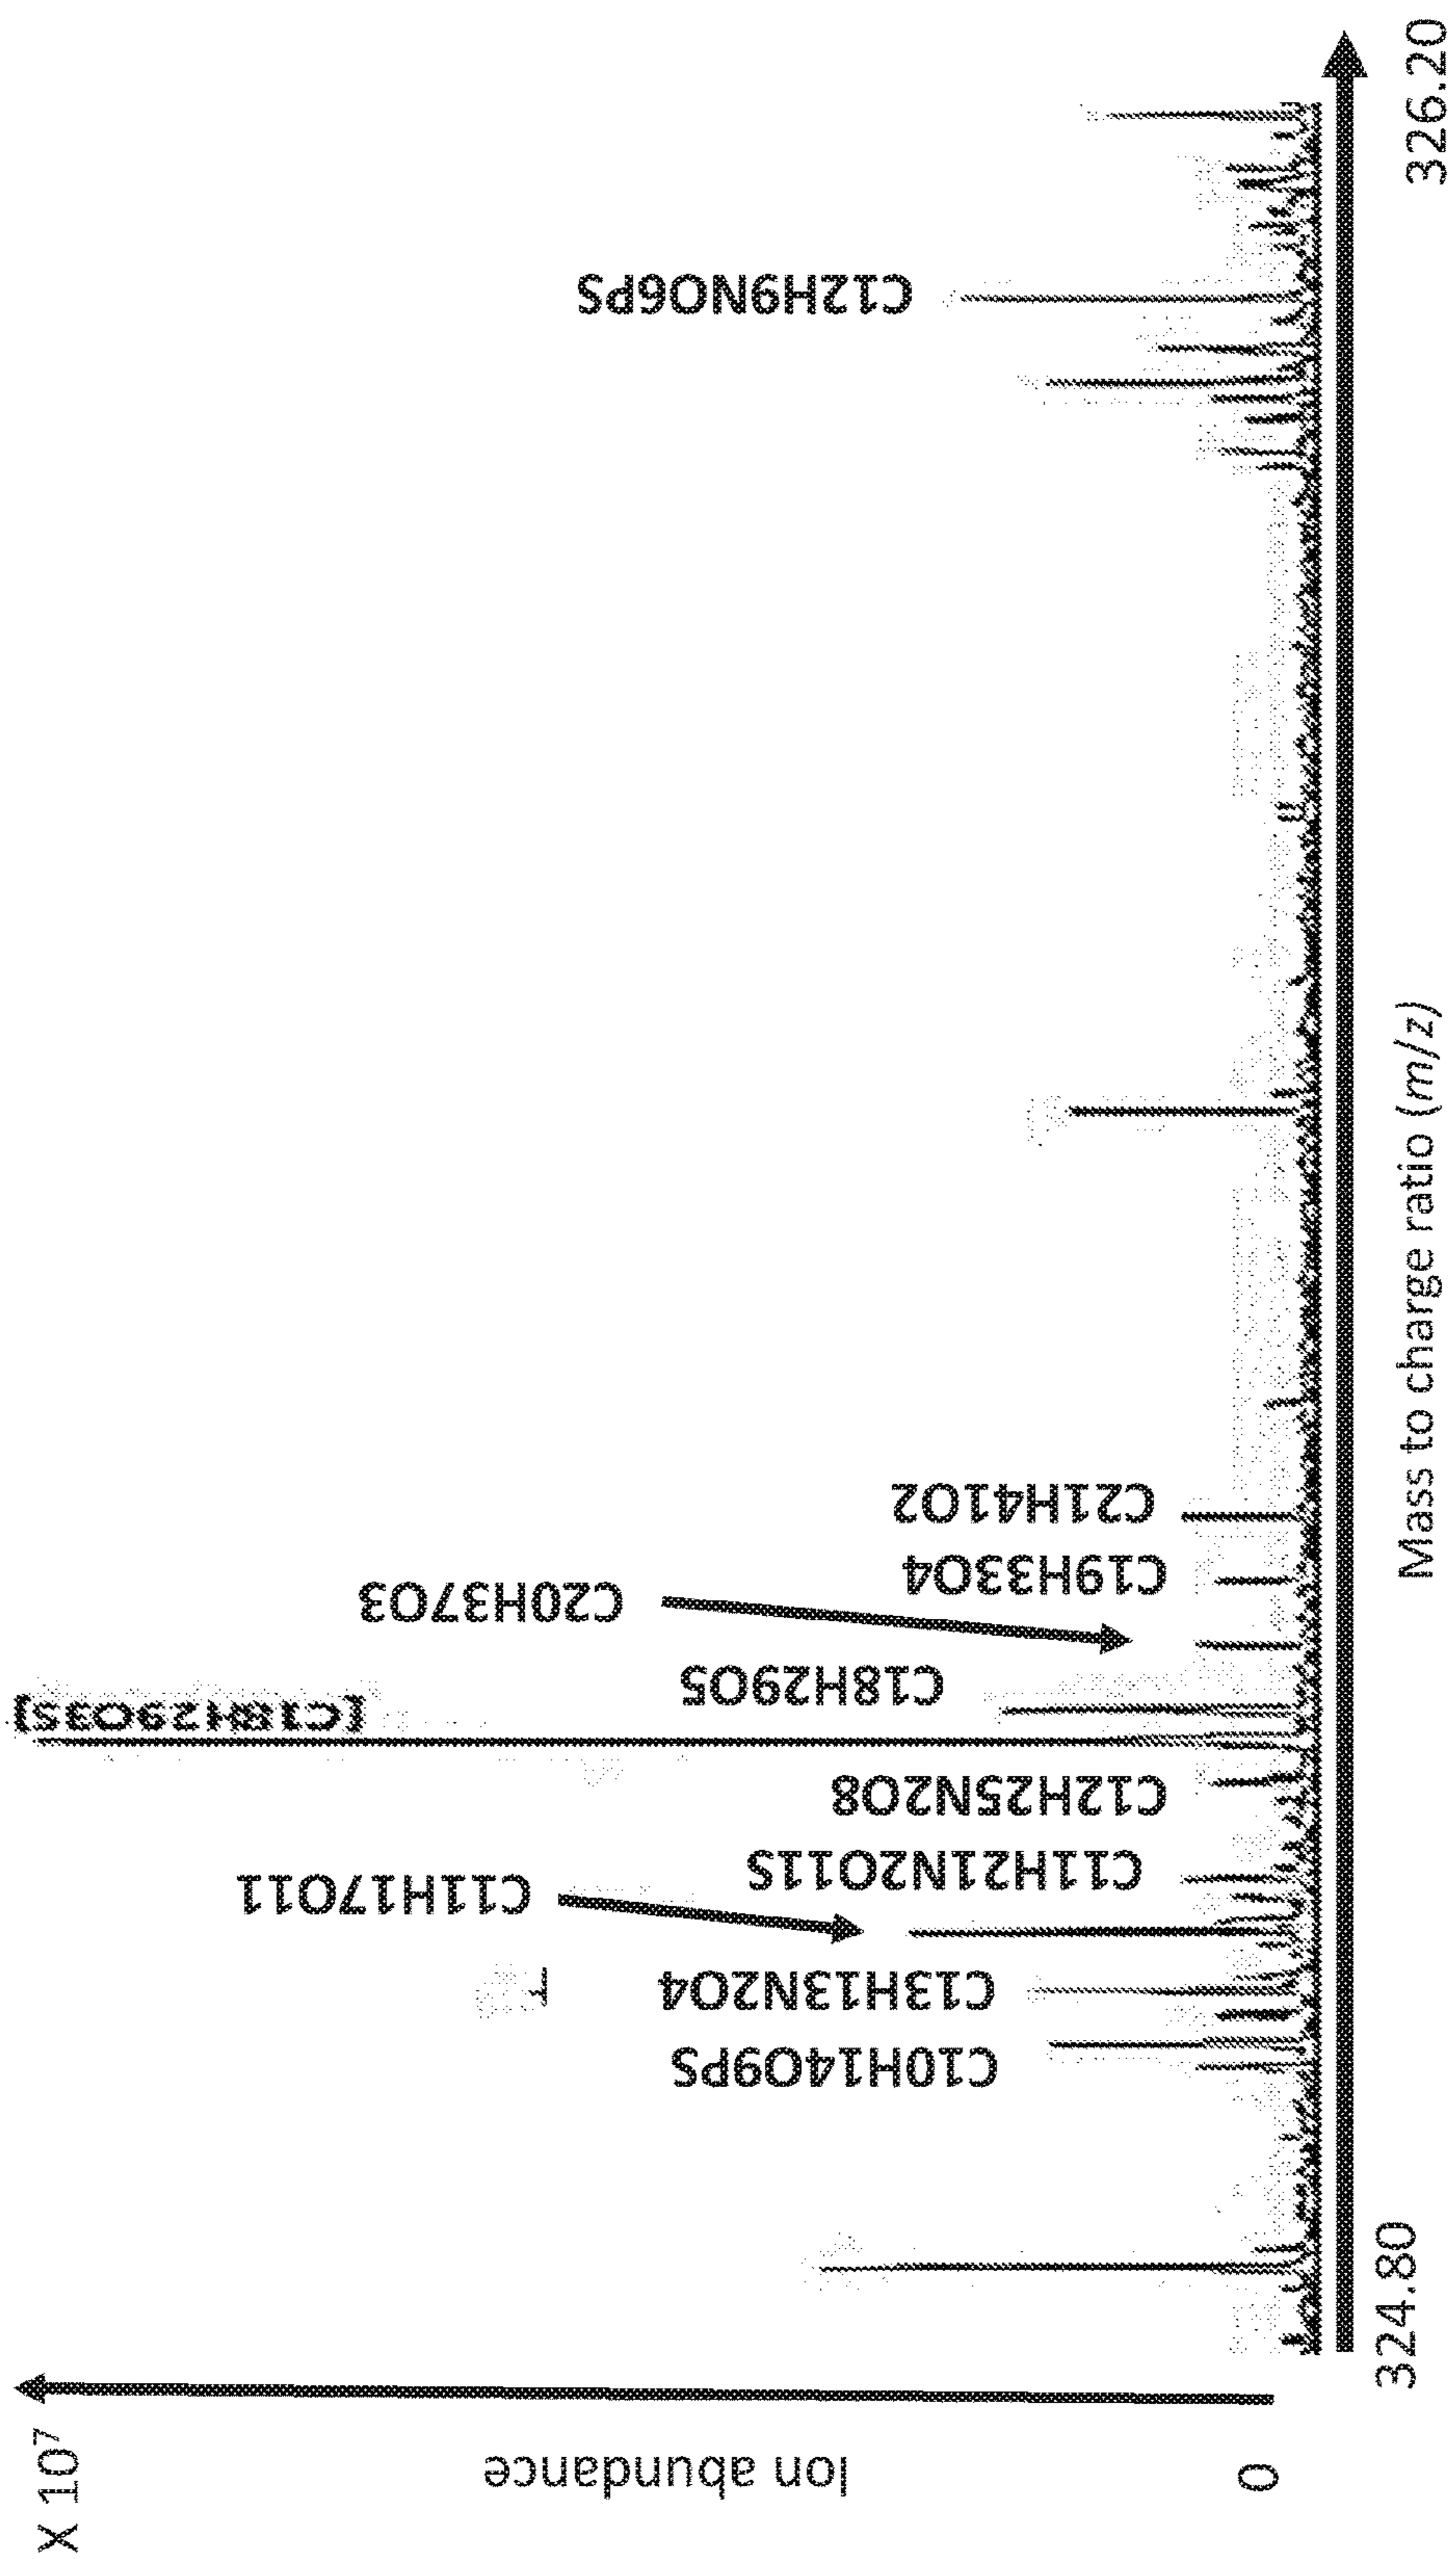 X 10⁷
Ion abundance
0
[C18H29O3S]
C11H17O11
C20H37O3
C12H9NO6PS
C10H14O9PS
C13H13N2O4
C11H21N2O11S
C12H25N2O8
C18H29O5
C19H33O4
C21H41O2
324.80
Mass to charge ratio (m/z)
326.20